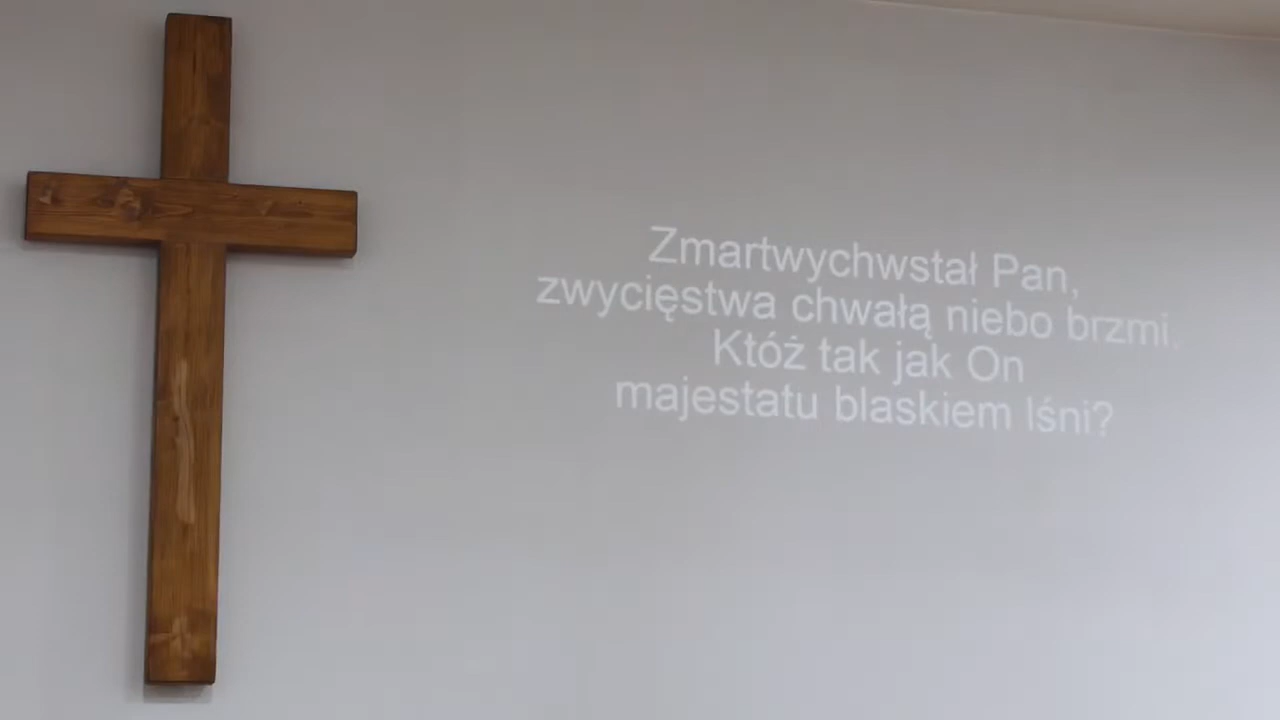 Zmartwychwstał Pan,
zwycięstwa chwałą niebo brzmi.
Któż tak jak On
majestatu blaskiem lśni?